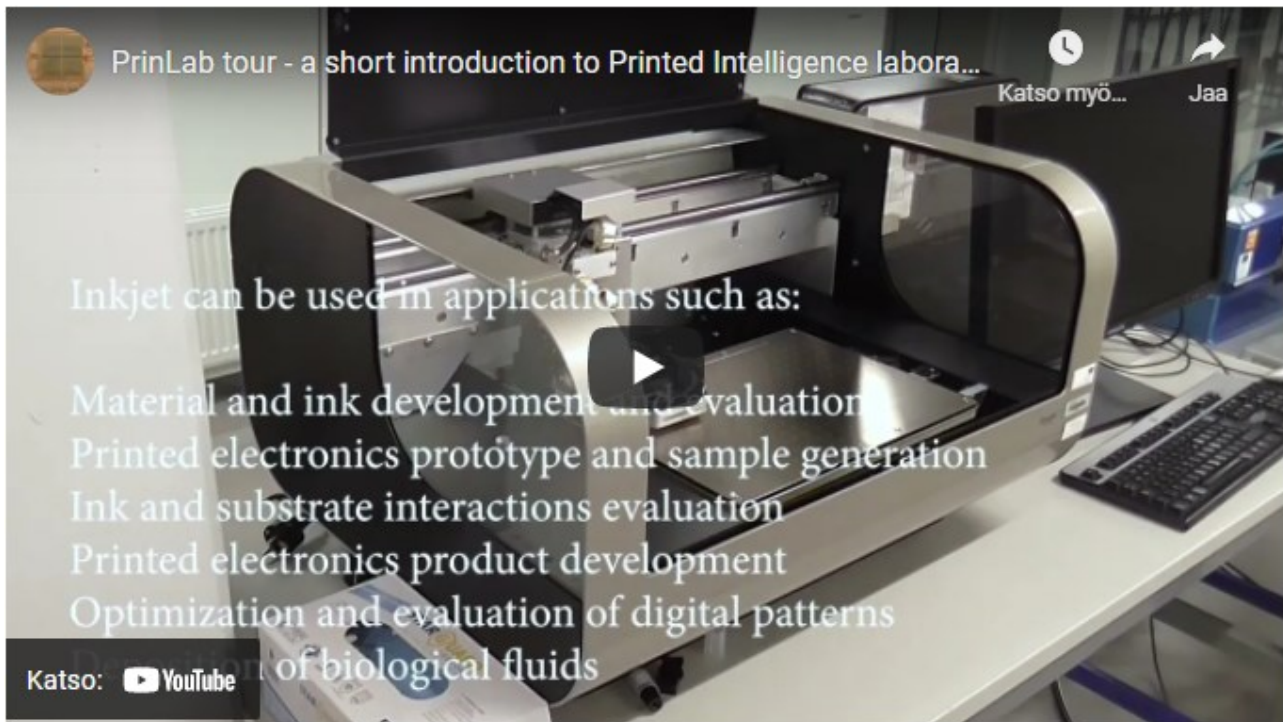 PrinLab tour - a short introduction to Printed Intelligence labora...
Katso myö...
Jaa
Inkjet can be used in applications such as:
Material and ink development and evaluation
Printed electronics prototype and sample generation
Ink and substrate interactions evaluation
Printed electronics product development
Optimization and evaluation of digital patterns
of biological fluids
Katso: YouTube